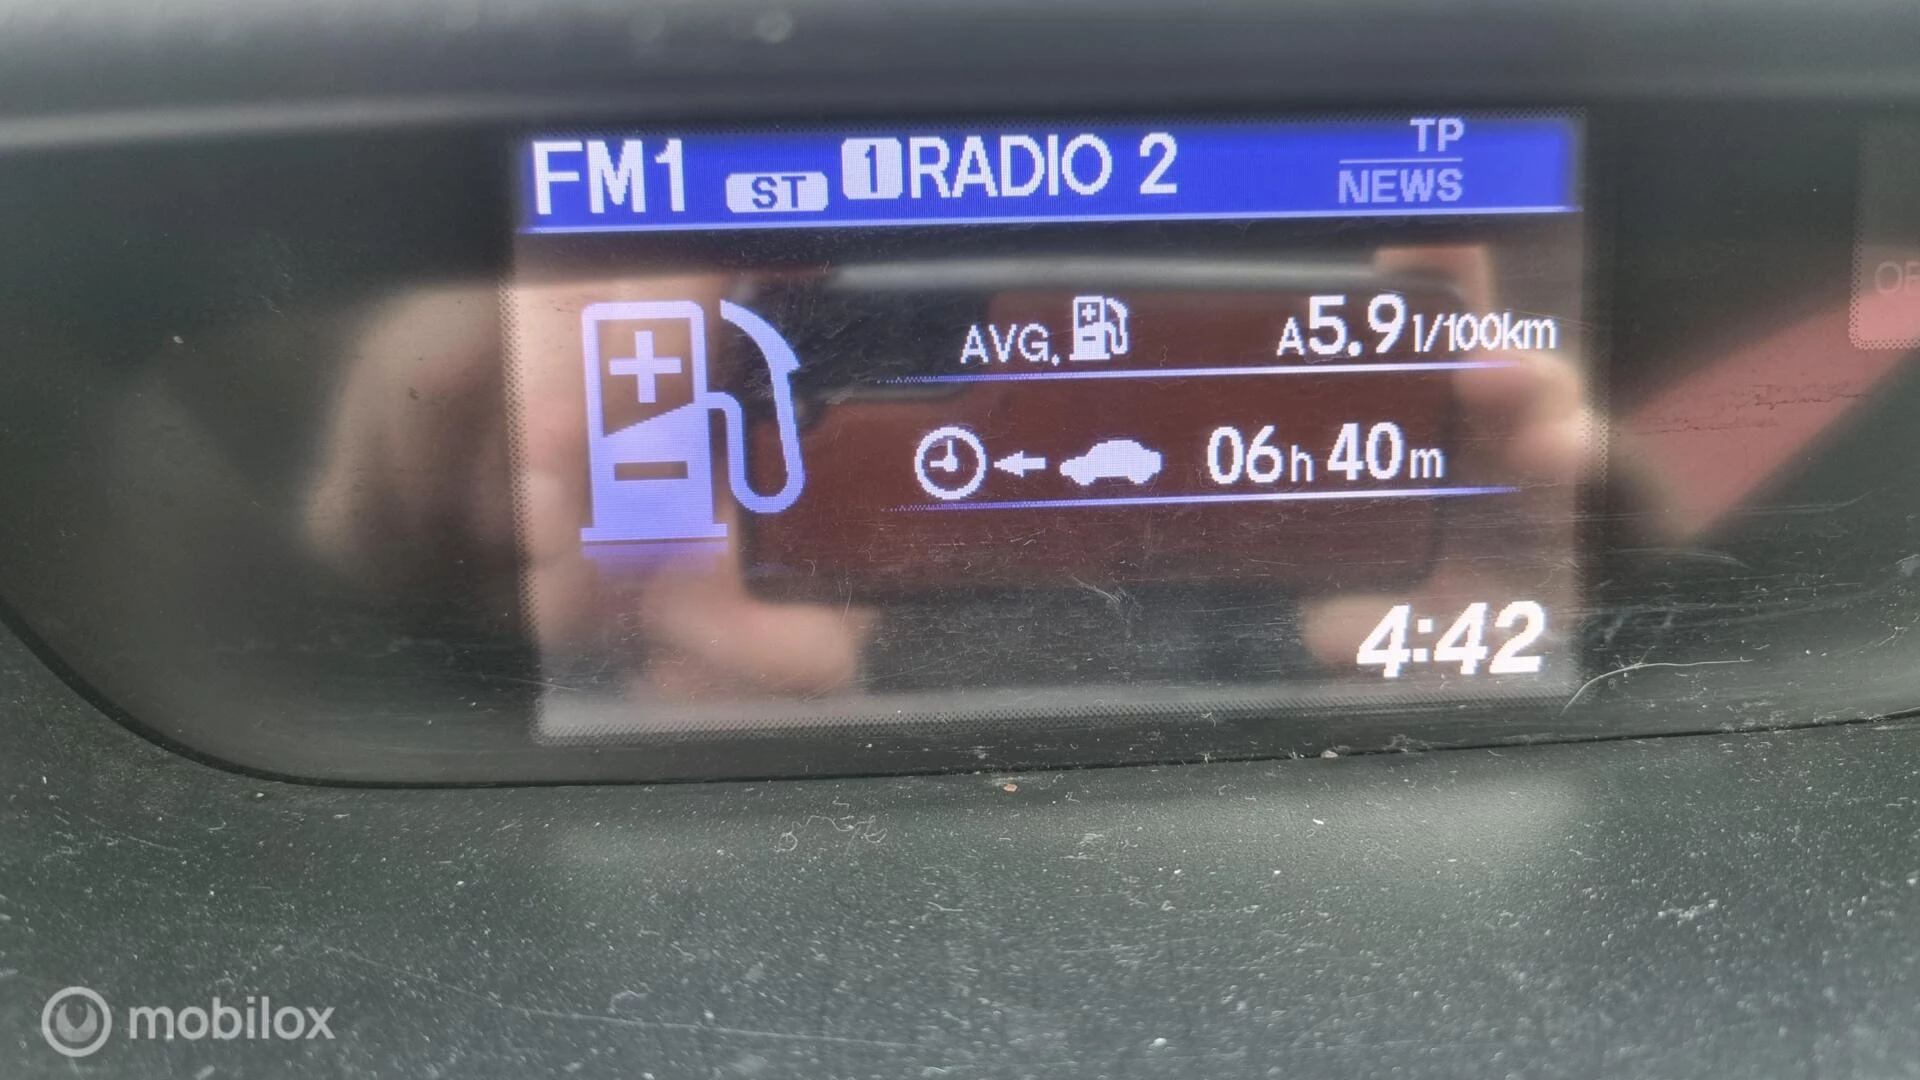 FM1 ST 1 RADIO 2 TP
NEWS
AVG. A5.9 l/100km
06h 40m
4:42
mobilox